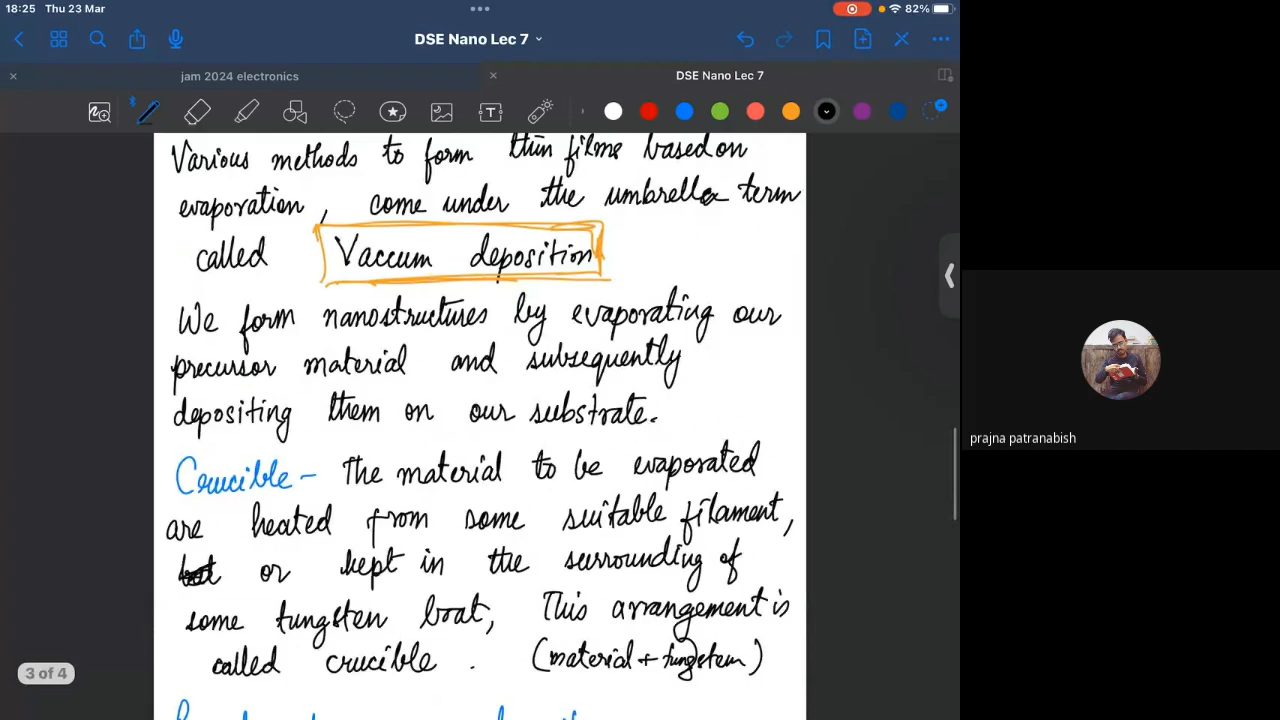 18:25 Thu 23 Mar
82%
DSE Nano Lec 7
jam 2024 electronics
DSE Nano Lec 7
Various methods to form thin films based on
evaporation, come under the umbrella term
called Vaccum deposition
We form nanostructures by evaporating our
precursor material and subsequently
depositing them on our substrate.
Crucible - The material to be evaporated
are heated from some suitable filament,
or kept in the surrounding of
some tungsten boat, This arrangement is
called crucible. (material + tungstem)
3 of 4
prajna patranabish